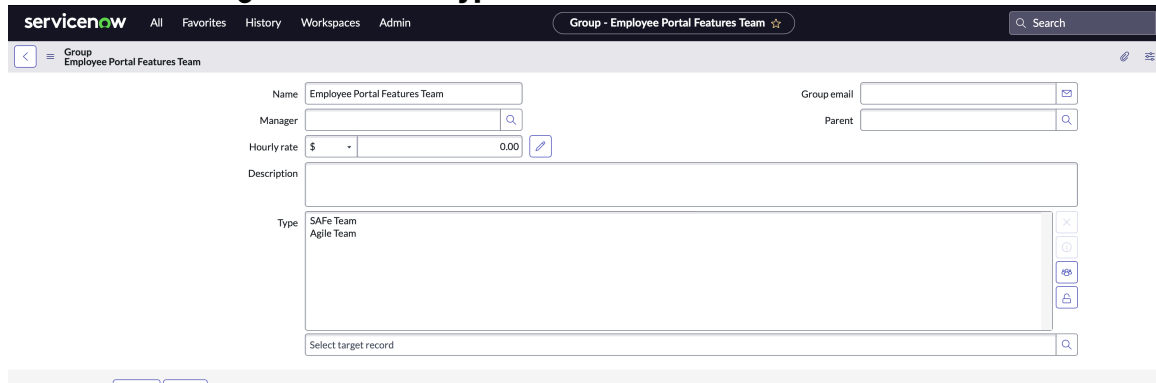 servicenow All Favorites History Workspaces Admin Group - Employee Portal Features Team Search
Group
Employee Portal Features Team
Name Employee Portal Features Team Group email
Manager Parent
Hourly rate $ 0.00
Description
Type SAFe Team
Agile Team
Select target record